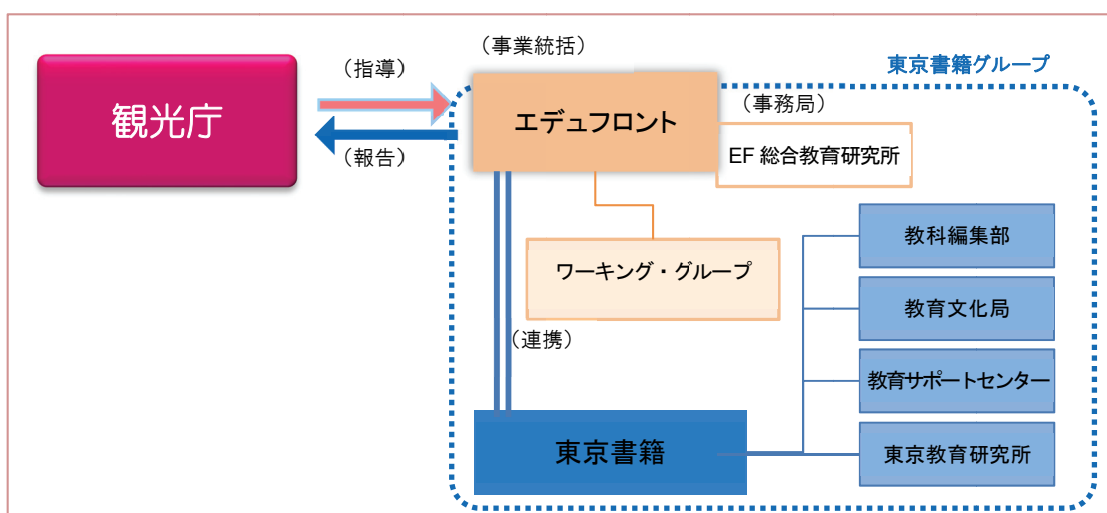 （事業統括）
東京書籍グループ
（指導）
観光庁
エデュフロント
（事務局）
EF 総合教育研究所
（報告）
教科編集部
ワーキング・グループ
教育文化局
（連携）
教育サポートセンター
東京書籍
東京教育研究所